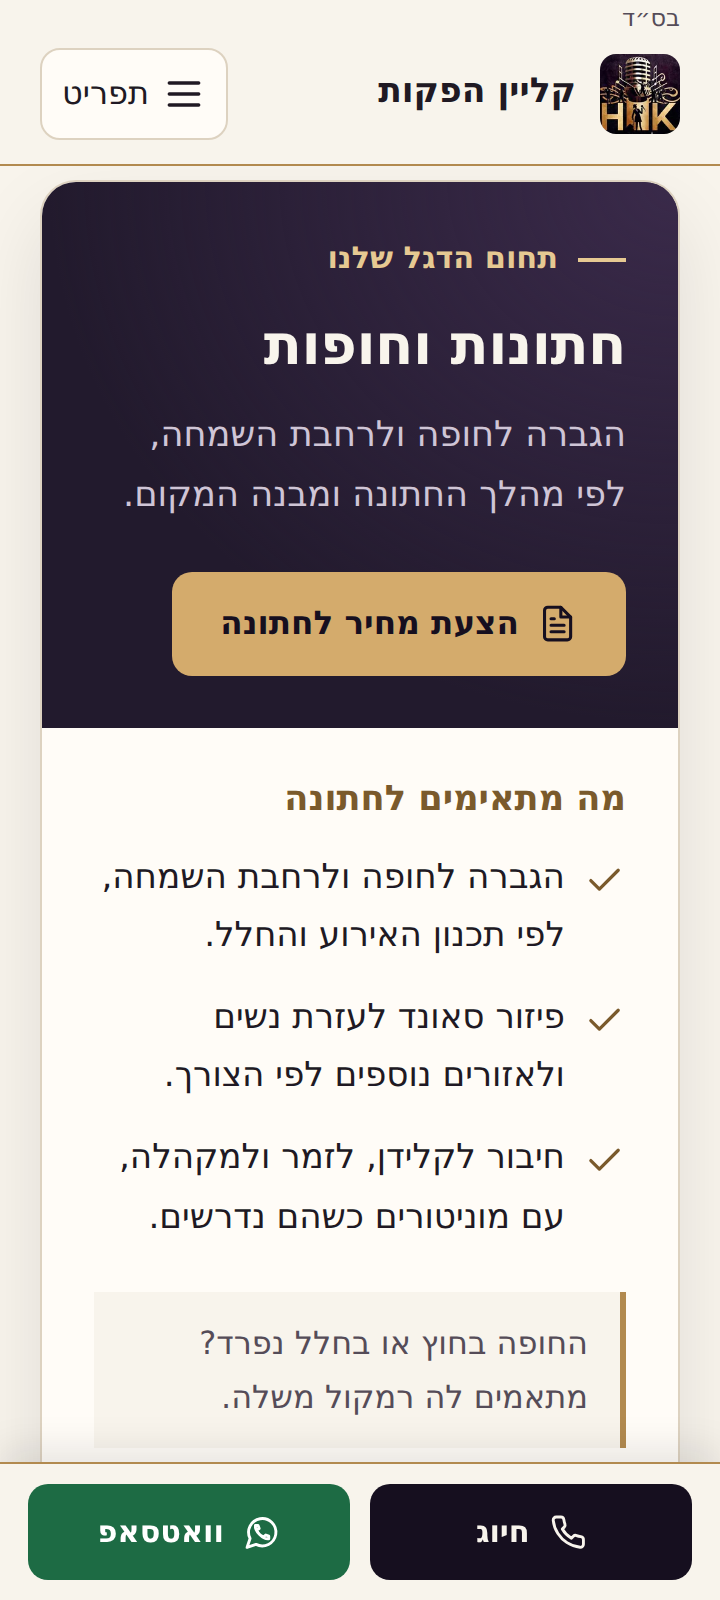 בס״ד
HK
קליין הפקות
תפריט
תחום הדגל שלנו
חתונות וחופות
הגברה לחופה ולרחבת השמחה,
לפי מהלך החתונה ומבנה המקום.
הצעת מחיר לחתונה
מה מתאימים לחתונה
הגברה לחופה ולרחבת השמחה,
לפי תכנון האירוע והחלל.
פיזור סאונד לעזרת נשים
ולאזורים נוספים לפי הצורך.
חיבור לקלידן, לזמר ולמקהלה,
עם מוניטורים כשהם נדרשים.
החופה בחוץ או בחלל נפרד?
מתאמים לה רמקול משלה.
חיוג
וואטסאפ